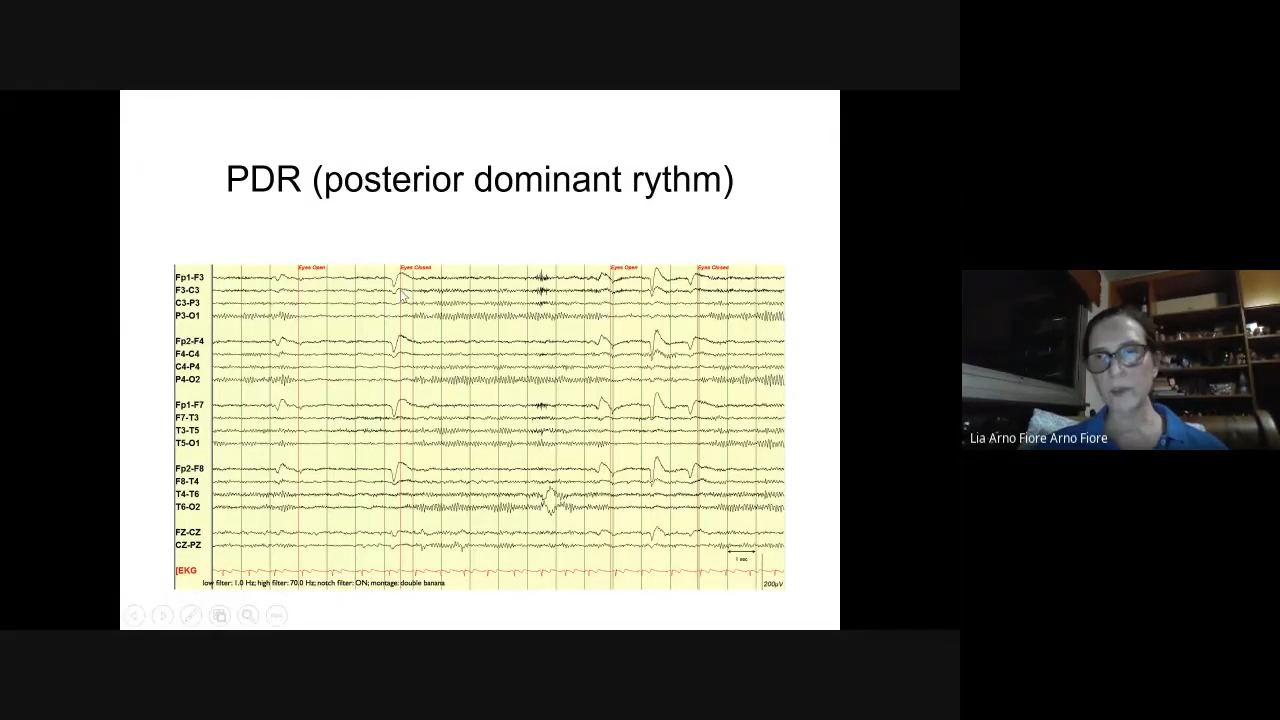 PDR (posterior dominant rythm)
Eyes Open
Eyes Closed
Eyes Open
Eyes Closed
Fp1-F3
F3-C3
C3-P3
P3-O1
Fp2-F4
F4-C4
C4-P4
P4-O2
Fp1-F7
F7-T3
T3-T5
T5-O1
Fp2-F8
F8-T4
T4-T6
T6-O2
FZ-CZ
CZ-PZ
1 sec
[EKG
low filter: 1.0 Hz; high filter: 70.0 Hz; notch filter: ON; montage: double banana
200µV
Lia Arno Fiore Arno Fiore